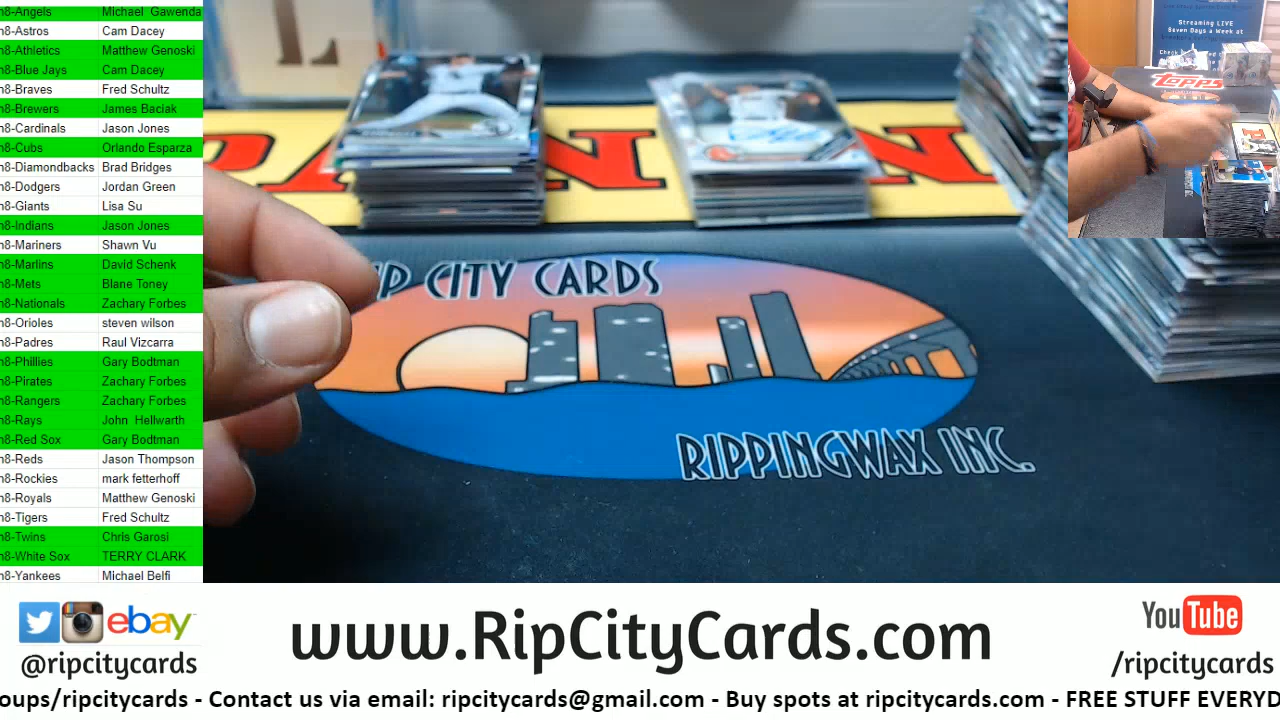 n8-Angels Michael Gawenda
n8-Astros Cam Dacey
n8-Athletics Matthew Genoski
n8-Blue Jays Cam Dacey
n8-Braves Fred Schultz
n8-Brewers James Baciak
n8-Cardinals Jason Jones
n8-Cubs Orlando Esparza
n8-Diamondbacks Brad Bridges
n8-Dodgers Jordan Green
n8-Giants Lisa Su
n8-Indians Jason Jones
n8-Mariners Shawn Vu
n8-Marlins David Schenk
n8-Mets Blane Toney
n8-Nationals Zachary Forbes
n8-Orioles steven wilson
n8-Padres Raul Vizcarra
n8-Phillies Gary Bodtman
n8-Pirates Zachary Forbes
n8-Rangers Zachary Forbes
n8-Rays John Hellwarth
n8-Red Sox Gary Bodtman
n8-Reds Jason Thompson
n8-Rockies mark fetterhoff
n8-Royals Matthew Genoski
n8-Tigers Fred Schultz
n8-Twins Chris Garosi
n8-White Sox TERRY CLARK
n8-Yankees Michael Belfi
IP CITY CARDS
RIPPINGWAX INC.
Streaming LIVE
Seven Days a Week at
Topps
ebay
@ripcitycards
www.RipCityCards.com
YouTube
/ripcitycards
oups/ripcitycards - Contact us via email: ripcitycards@gmail.com - Buy spots at ripcitycards.com - FREE STUFF EVERYD